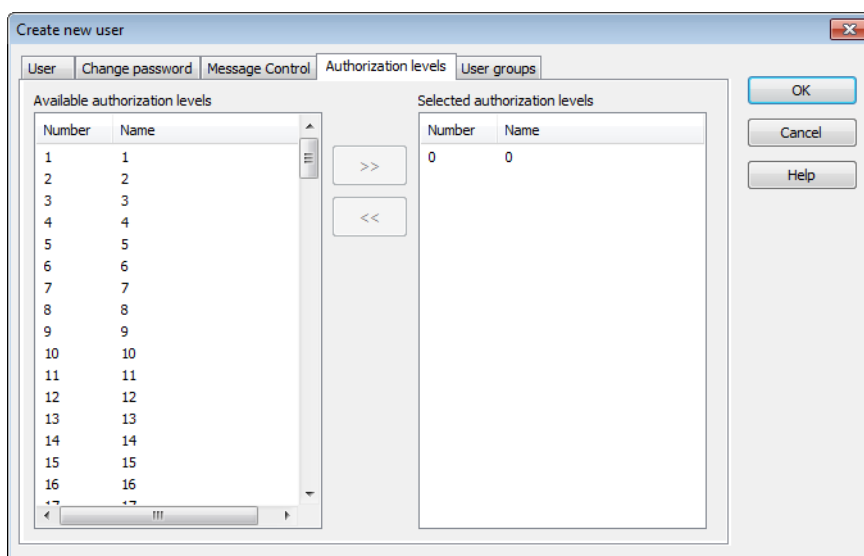 Create new user
User Change password Message Control Authorization levels User groups
Available authorization levels
Number Name
1 1
2 2
3 3
4 4
5 5
6 6
7 7
8 8
9 9
10 10
11 11
12 12
13 13
14 14
15 15
16 16
17 17
>>
<<
Selected authorization levels
Number Name
0 0
OK
Cancel
Help